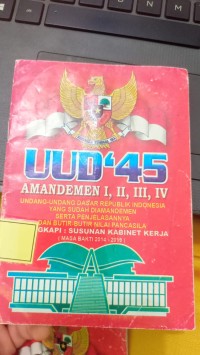 UUD‘45
AMANDEMEN I, II, III, IV
UNDANG-UNDANG DASAR REPUBLIK INDONESIA
YANG SUDAH DIAMANDEMEN
SERTA PENJELASANNYA
DAN BUTIR-BUTIR NILAI PANCASILA
NGKAPI : SUSUNAN KABINET KERJA
( MASA BAKTI 2014 - 2019 )